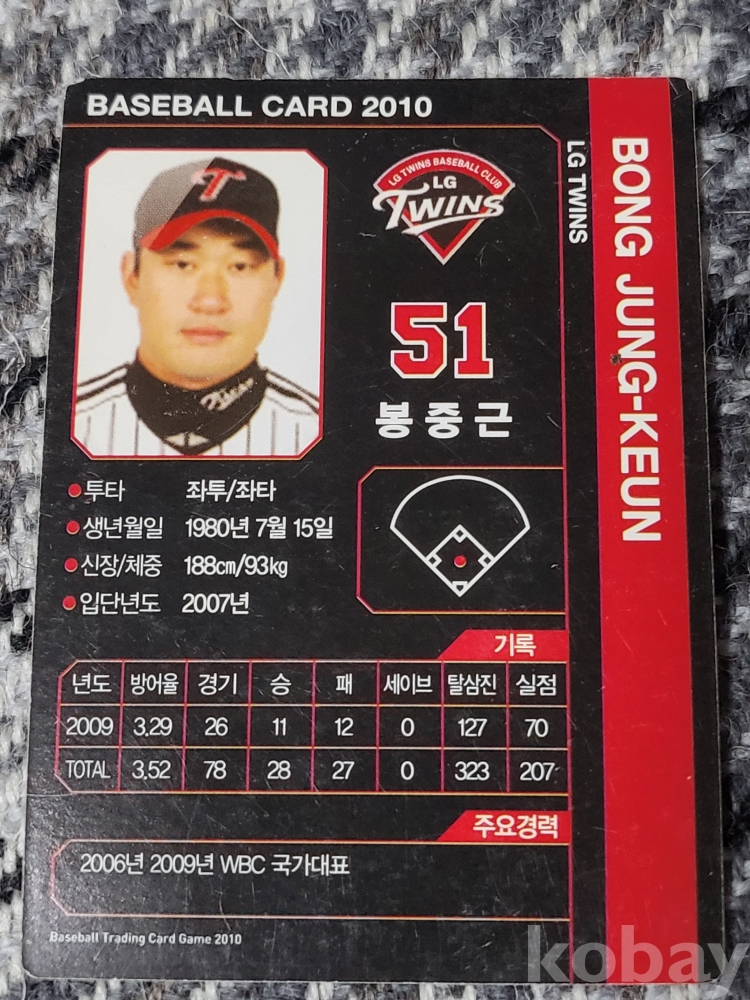 BASEBALL CARD 2010
T
LG TWINS BASEBALL CLUB
LG
TWINS
51
봉중근
Twins
BONG JUNG-KEUN
LG TWINS
투타 좌투/좌타
생년월일 1980년 7월 15일
신장/체중 188cm/93kg
입단년도 2007년
기록
년도 방어율 경기 승 패 세이브 탈삼진 실점
2009 3.29 26 11 12 0 127 70
TOTAL 3.52 78 28 27 0 323 207
주요경력
2006년 2009년 WBC 국가대표
Baseball Trading Card Game 2010
kobay